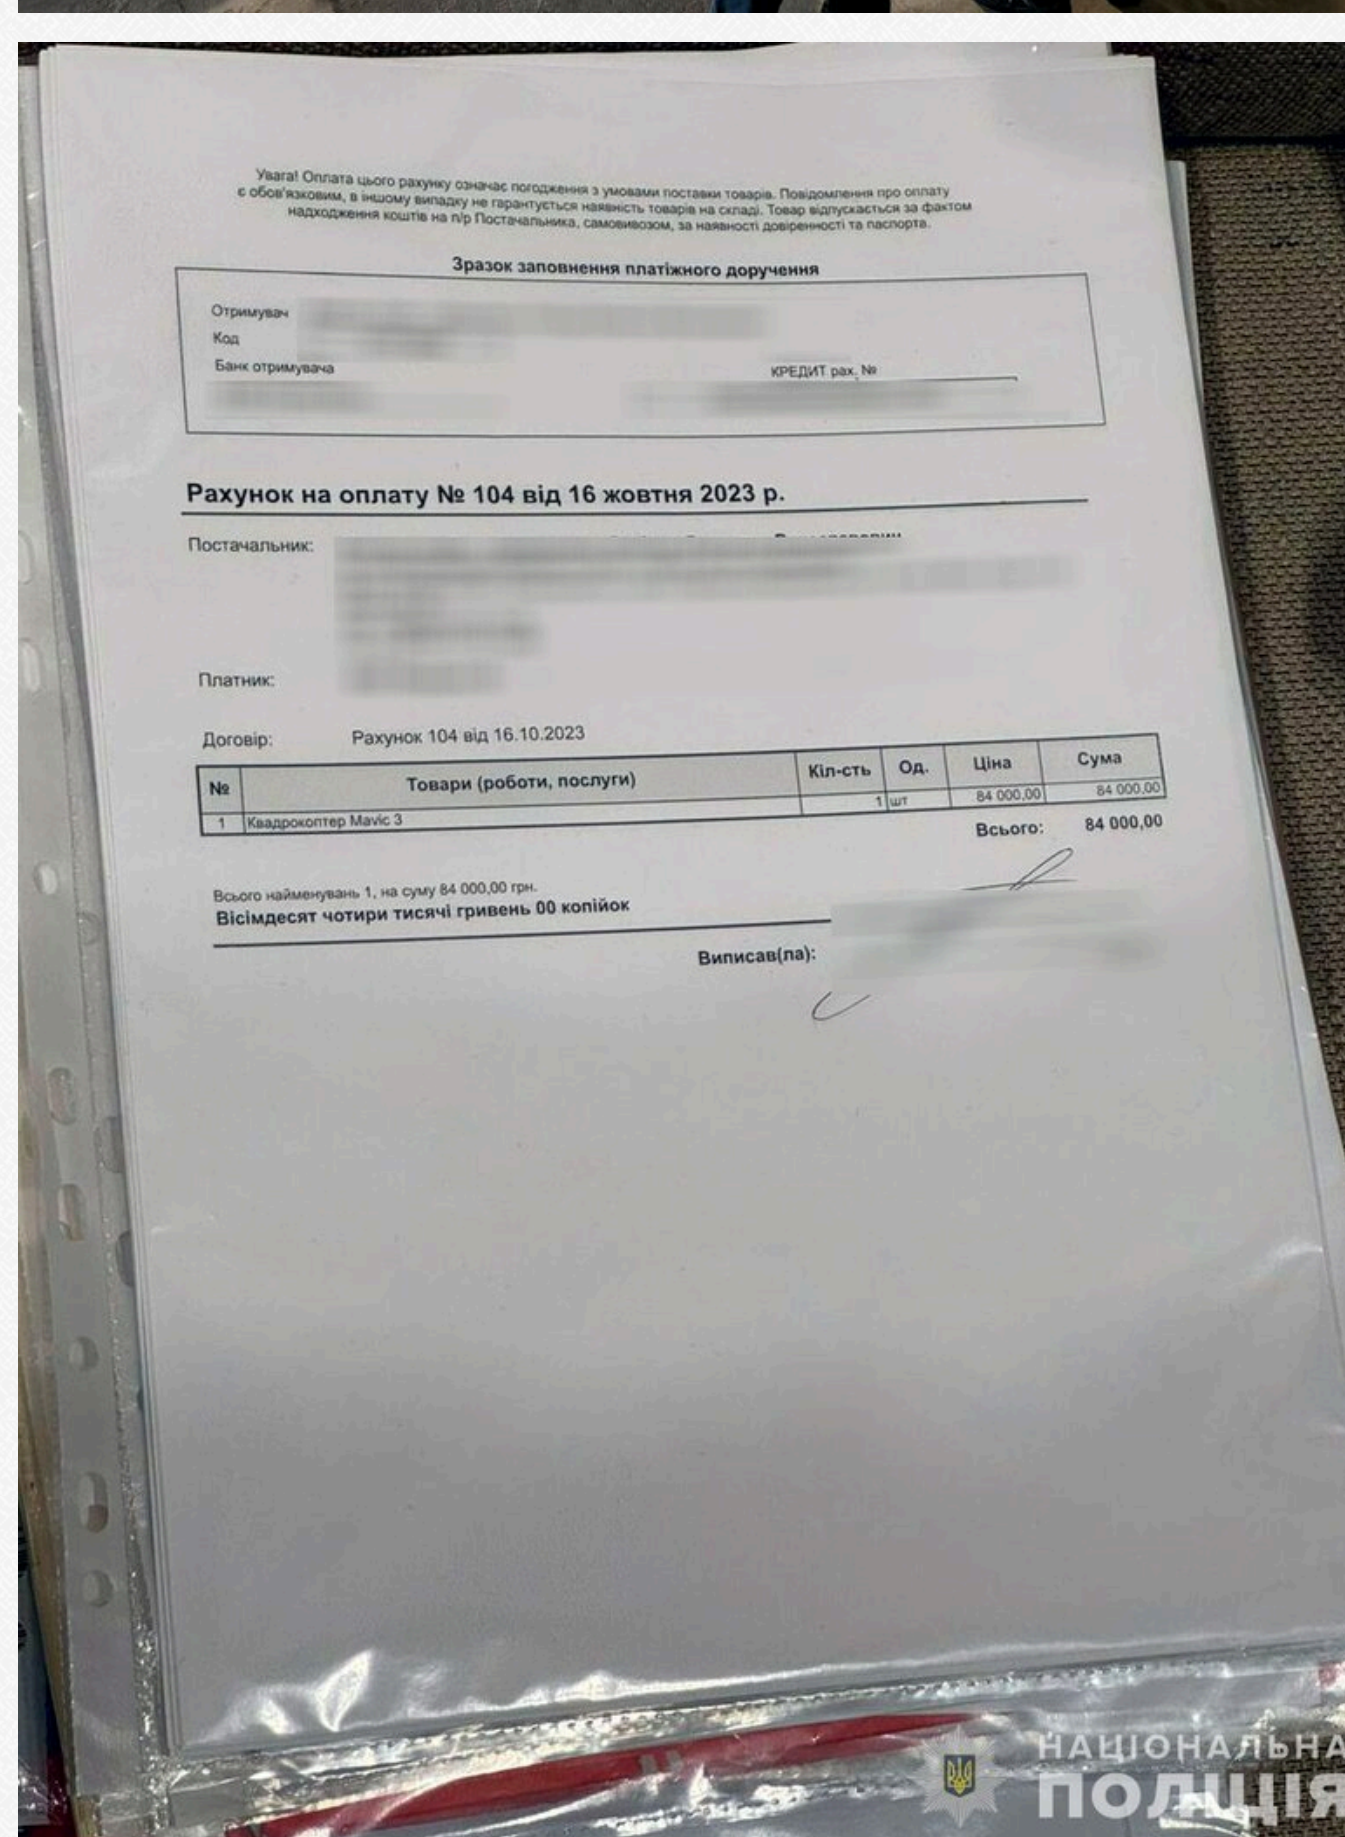 Увага! Оплата цього рахунку означає погодження з умовами поставки товарів. Повідомлення про оплату
є обов'язковим, в іншому випадку не гарантується наявність товарів на складі. Товар відпускається за фактом
надходження коштів на п/р Постачальника, самовивозом, за наявності довіренності та паспорта.
Зразок заповнення платіжного доручення
Отримувач
Код
Банк отримувача КРЕДИТ рах. №
Рахунок на оплату № 104 від 16 жовтня 2023 р.
Постачальник:
Платник:
Договір: Рахунок 104 від 16.10.2023
№ Товари (роботи, послуги) Кіл-сть Од. Ціна Сума
1 Квадрокоптер Mavic 3 1 шт 84 000,00 84 000,00
Всього: 84 000,00
Всього найменувань 1, на суму 84 000,00 грн.
Вісімдесят чотири тисячі гривень 00 копійок
Виписав(ла):
НАЦІОНАЛЬНА
ПОЛІЦІЯ